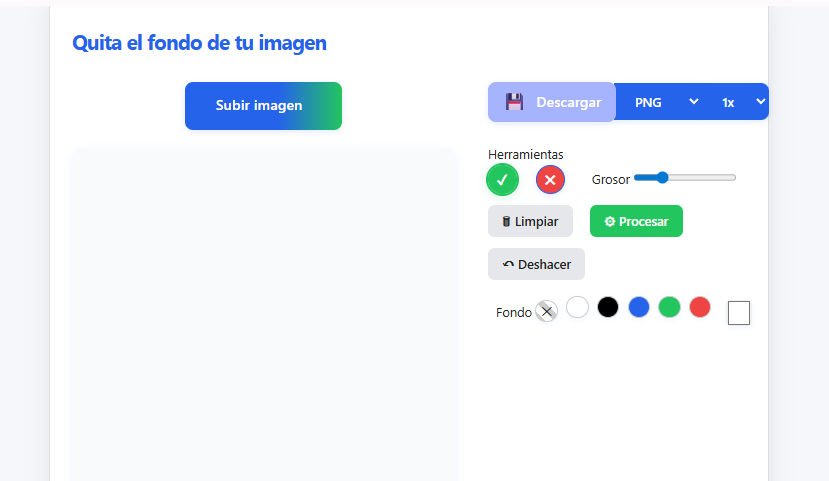 Quita el fondo de tu imagen
Subir imagen
Descargar PNG 1x
Herramientas
Grosor
Limpiar Procesar
Deshacer
Fondo